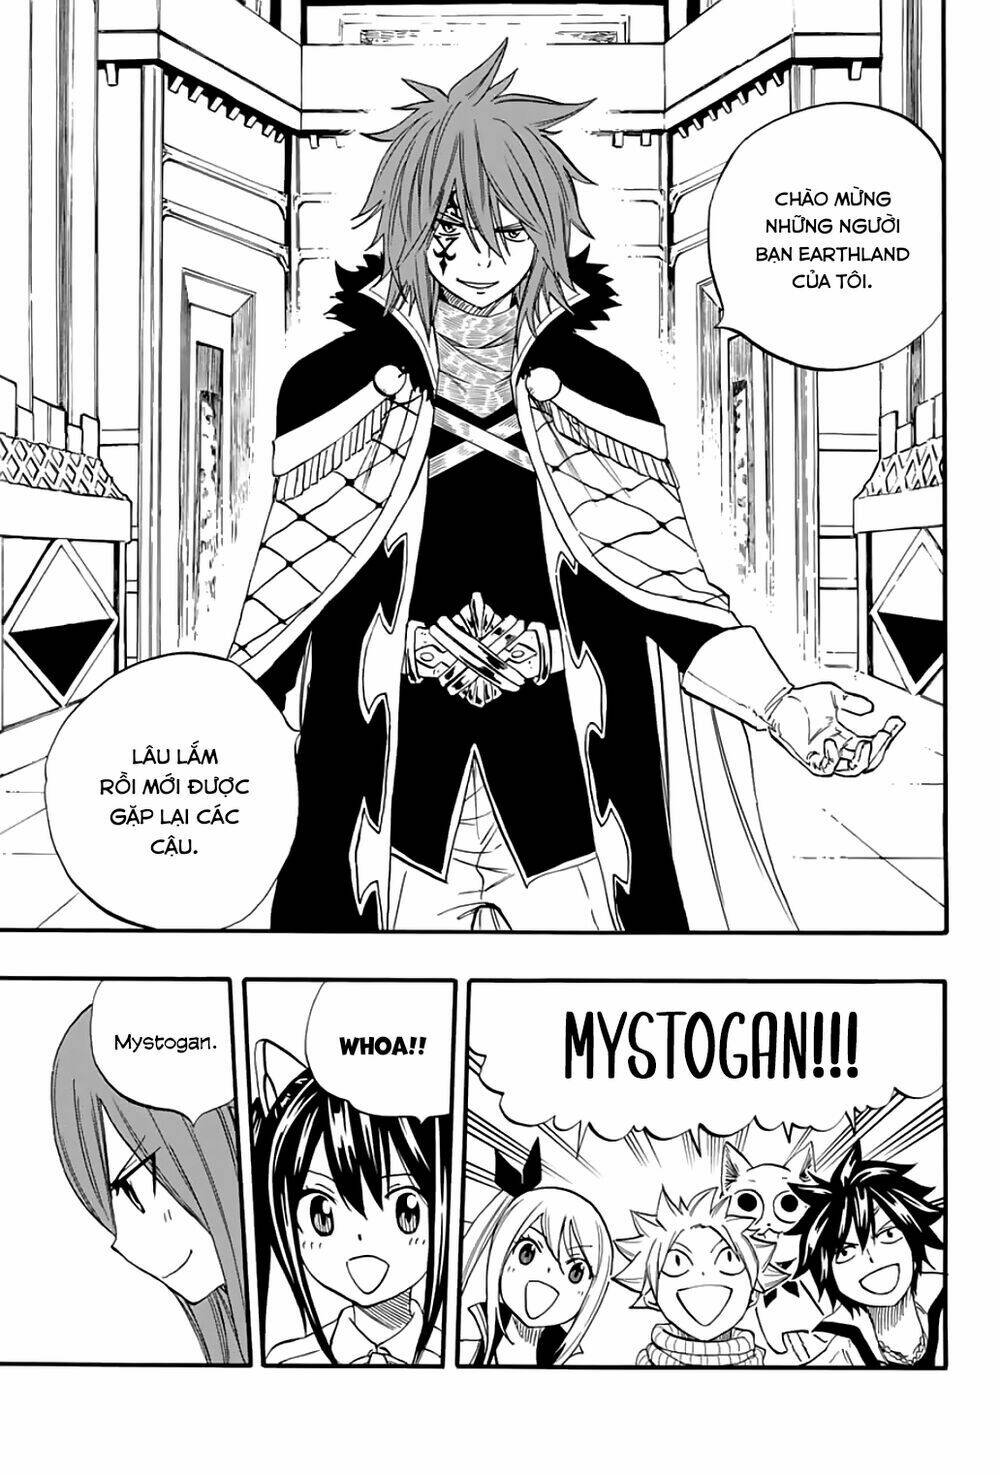 CHÀO MỪNG
NHỮNG NGƯỜI
BẠN EARTHLAND
CỦA TÔI.
LÂU LẮM
RỒI MỚI ĐƯỢC
GẶP LẠI CÁC
CẬU.
Mystogan.
WHOA!!
MYSTOGAN!!!